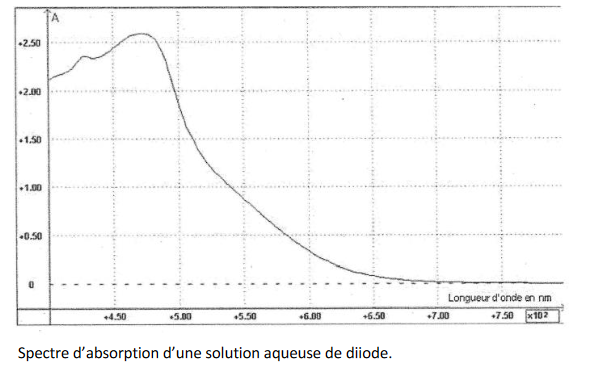 A
+2.50
+2.00
+1.50
+1.00
+0.50
0
Longueur d'onde en nm
+4.50 +5.00 +5.50 +6.00 +6.50 +7.00 +7.50 x10²
Spectre d’absorption d’une solution aqueuse de diiode.